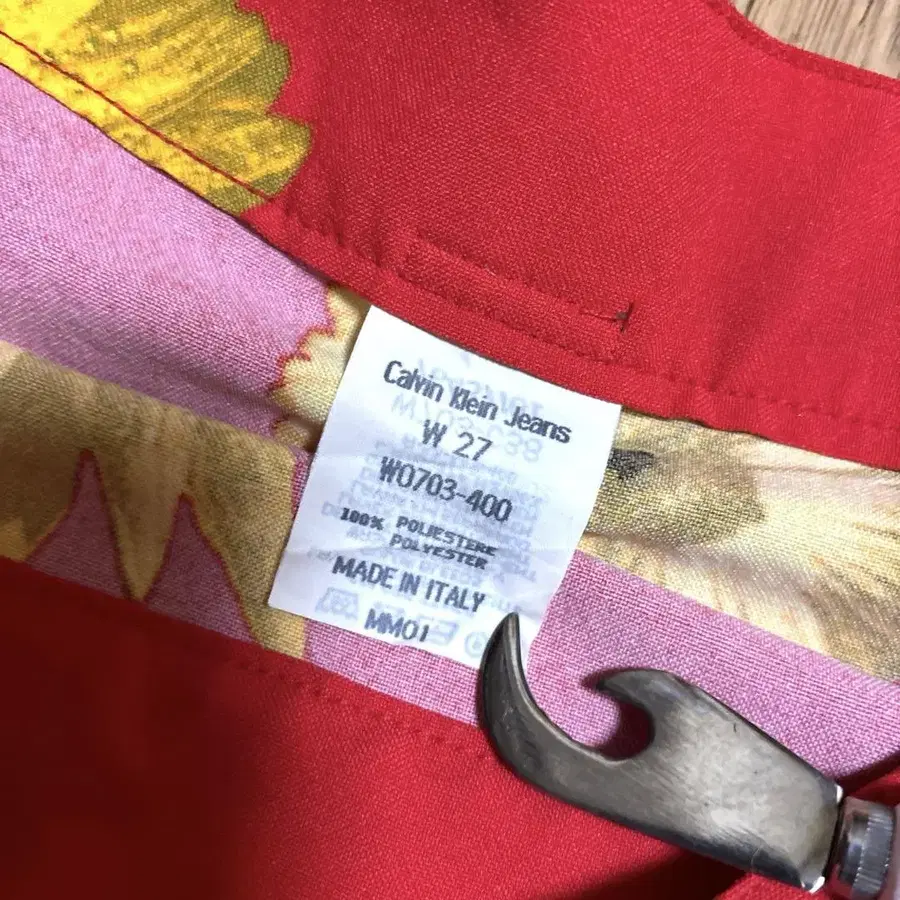 Calvin Klein Jeans
W 27
W0703-400
100% POLIESTERE
POLYESTER
MADE IN ITALY
MM01